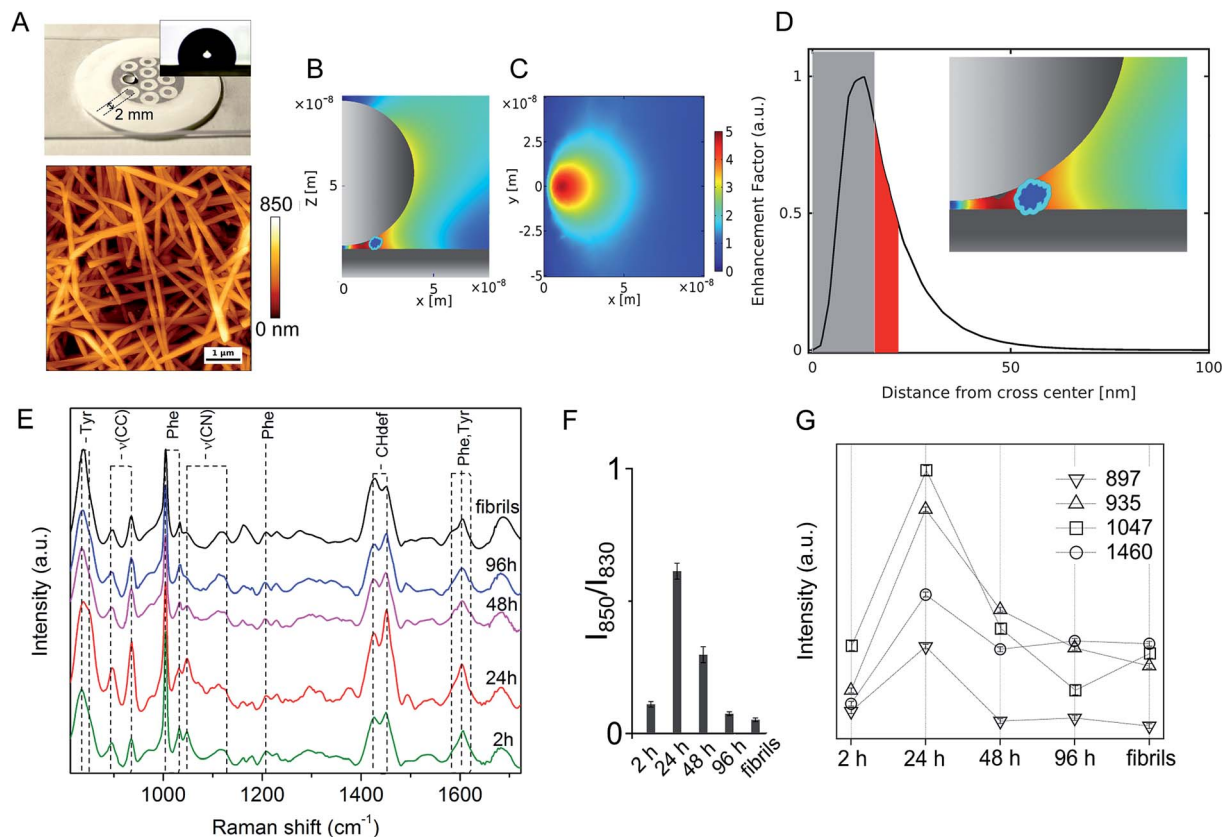 A
2 mm
850
0 nm
1 µm
B
×10⁻⁸
Z [m]
5
0
5
x [m]
×10⁻⁸
C
×10⁻⁸
y [m]
2.5
0
-2.5
-5
0
5
x [m]
×10⁻⁸
5
4
3
2
1
0
D
Enhancement Factor (a.u.)
1
0.5
0
0
50
100
Distance from cross center [nm]
E
Tyr
ν(CC)
Phe
ν(CN)
Phe
CHdef
Phe,Tyr
fibrils
96h
48h
24h
2h
Intensity (a.u.)
1000
1200
1400
1600
Raman shift (cm⁻¹)
F
I850/I830
1
0
2 h
24 h
48 h
96 h
fibrils
G
897
935
1047
1460
Intensity (a.u.)
2 h
24 h
48 h
96 h
fibrils